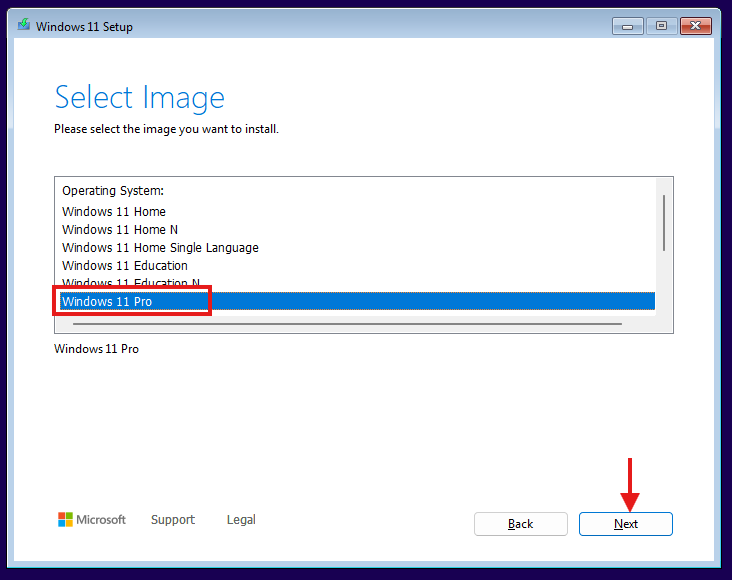 Windows 11 Setup
Select Image
Please select the image you want to install.
Operating System:
Windows 11 Home
Windows 11 Home N
Windows 11 Home Single Language
Windows 11 Education
Windows 11 Education N
Windows 11 Pro
Windows 11 Pro
Microsoft Support Legal Back Next